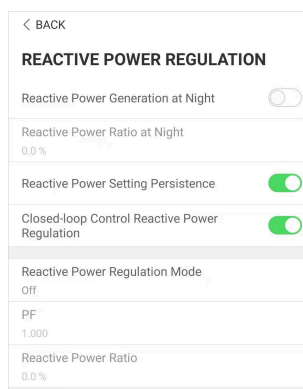 < BACK
REACTIVE POWER REGULATION
Reactive Power Generation at Night
Reactive Power Ratio at Night
0.0 %
Reactive Power Setting Persistence
Closed-loop Control Reactive Power
Regulation
Reactive Power Regulation Mode
Off
PF
1.000
Reactive Power Ratio
0.0 %